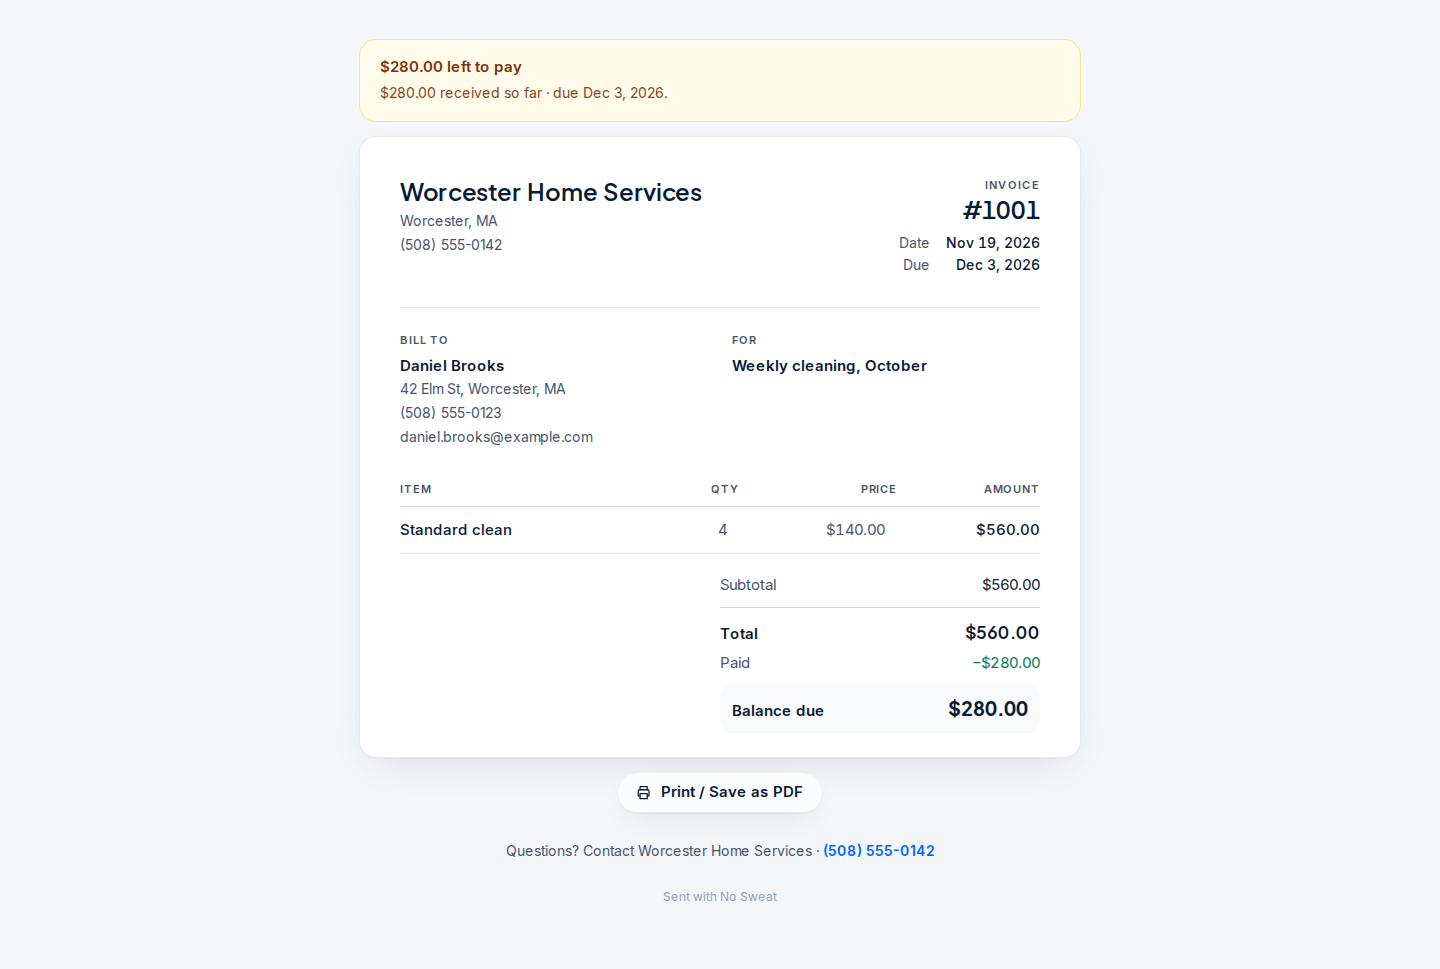 $280.00 left to pay
$280.00 received so far · due Dec 3, 2026.
Worcester Home Services
Worcester, MA
(508) 555-0142
INVOICE
#1001
Date Nov 19, 2026
Due Dec 3, 2026
BILL TO
Daniel Brooks
42 Elm St, Worcester, MA
(508) 555-0123
daniel.brooks@example.com
FOR
Weekly cleaning, October
ITEM QTY PRICE AMOUNT
Standard clean 4 $140.00 $560.00
Subtotal $560.00
Total $560.00
Paid −$280.00
Balance due $280.00
Print / Save as PDF
Questions? Contact Worcester Home Services · (508) 555-0142
Sent with No Sweat